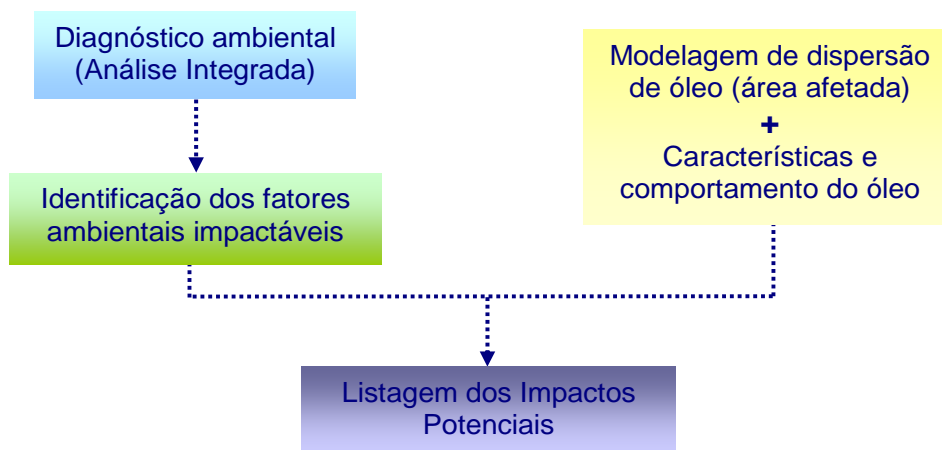 Diagnóstico ambiental
(Análise Integrada)
Modelagem de dispersão
de óleo (área afetada)
+
Características e
comportamento do óleo
Identificação dos fatores
ambientais impactáveis
Listagem dos Impactos
Potenciais